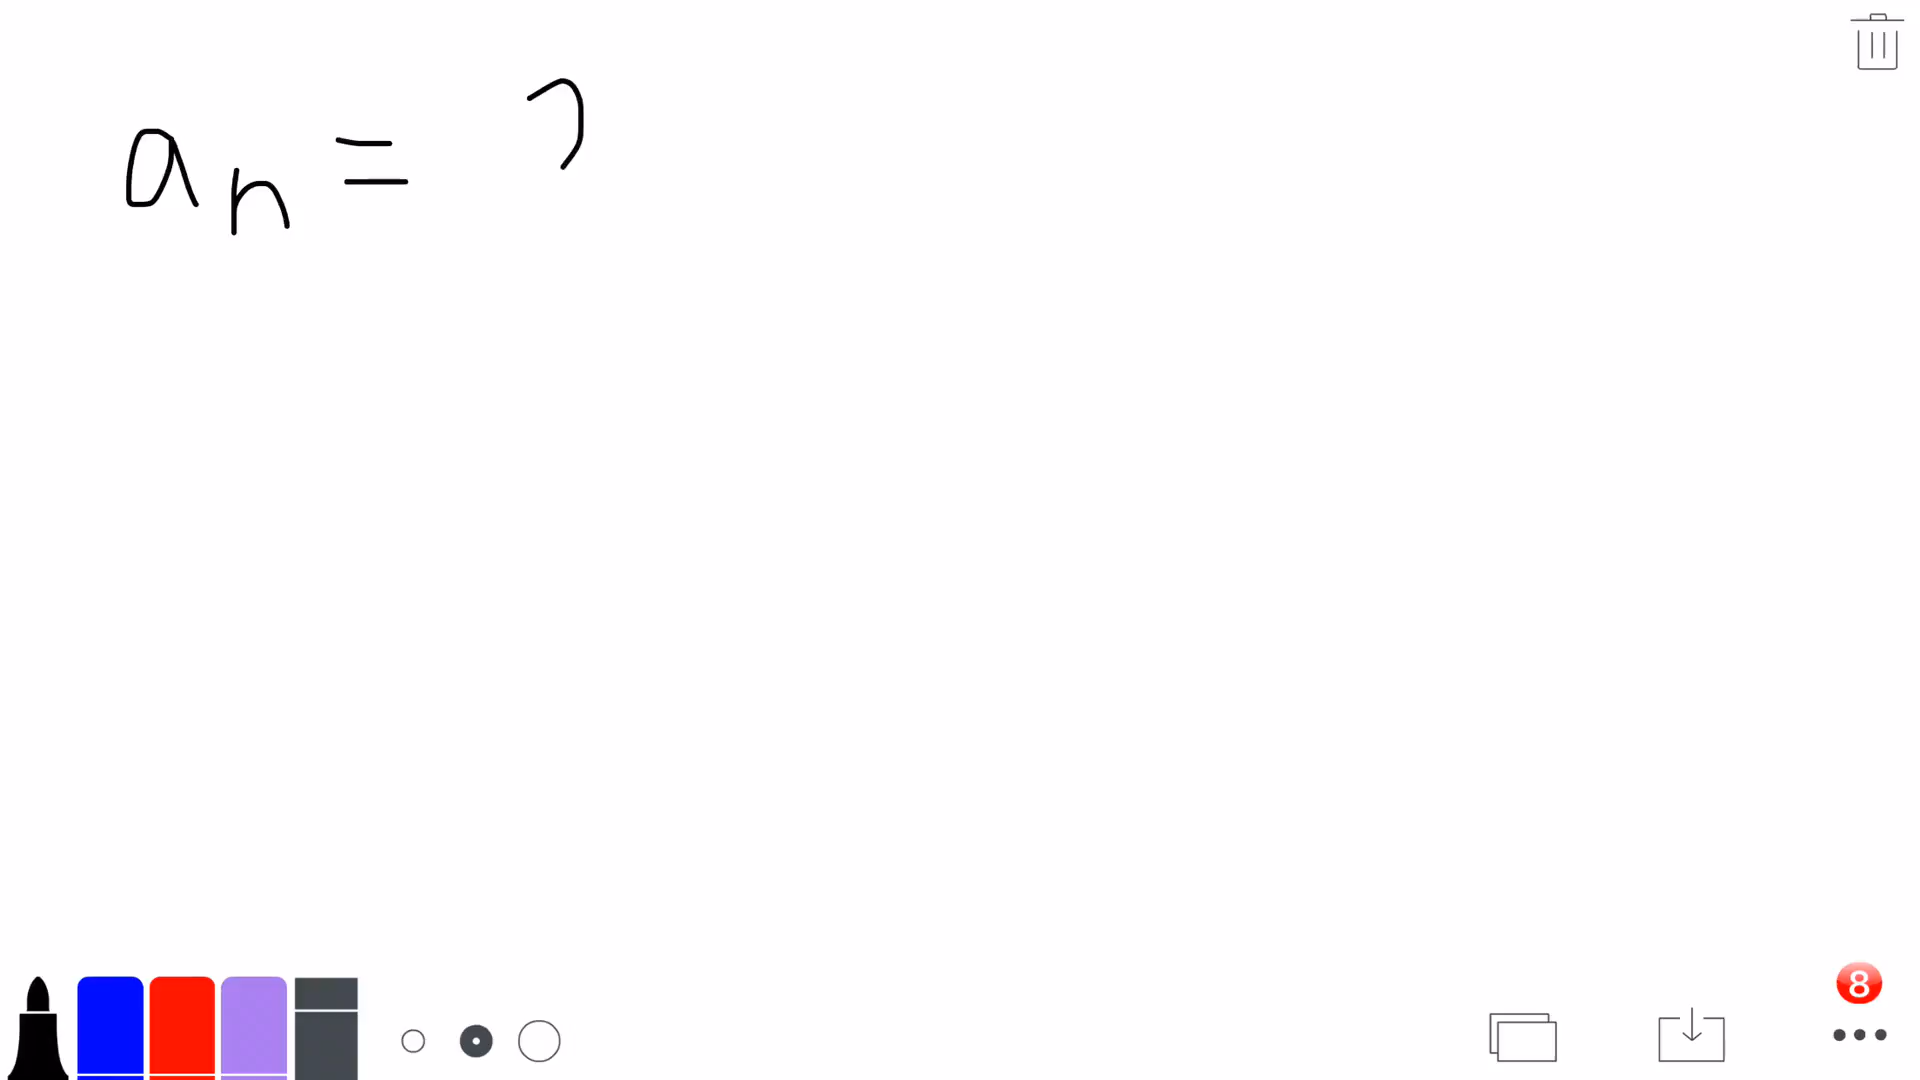 aₙ =
8